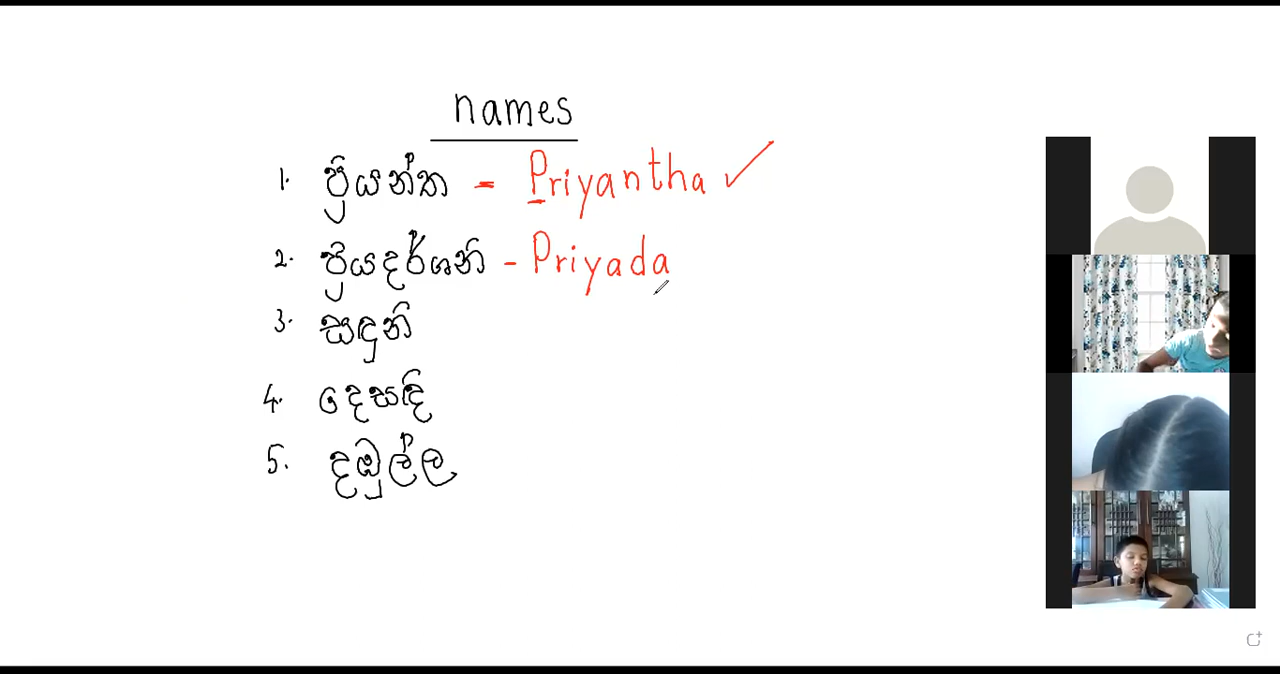 names
1. ප්‍රියන්ත - Priyantha ✓
2. ප්‍රියදර්ශනි - Priyada
3. සඳුනි
4. දෙසඳි
5. දඹුල්ල